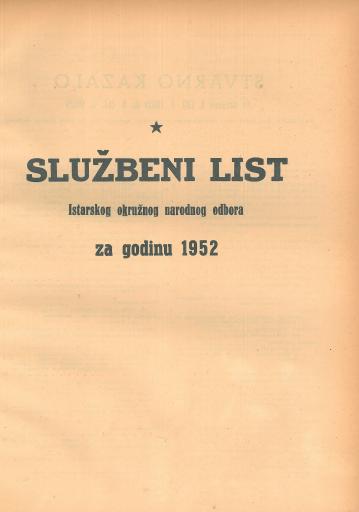 ★
SLUŽBENI LIST
Istarskog okružnog narodnog odbora
za godinu 1952